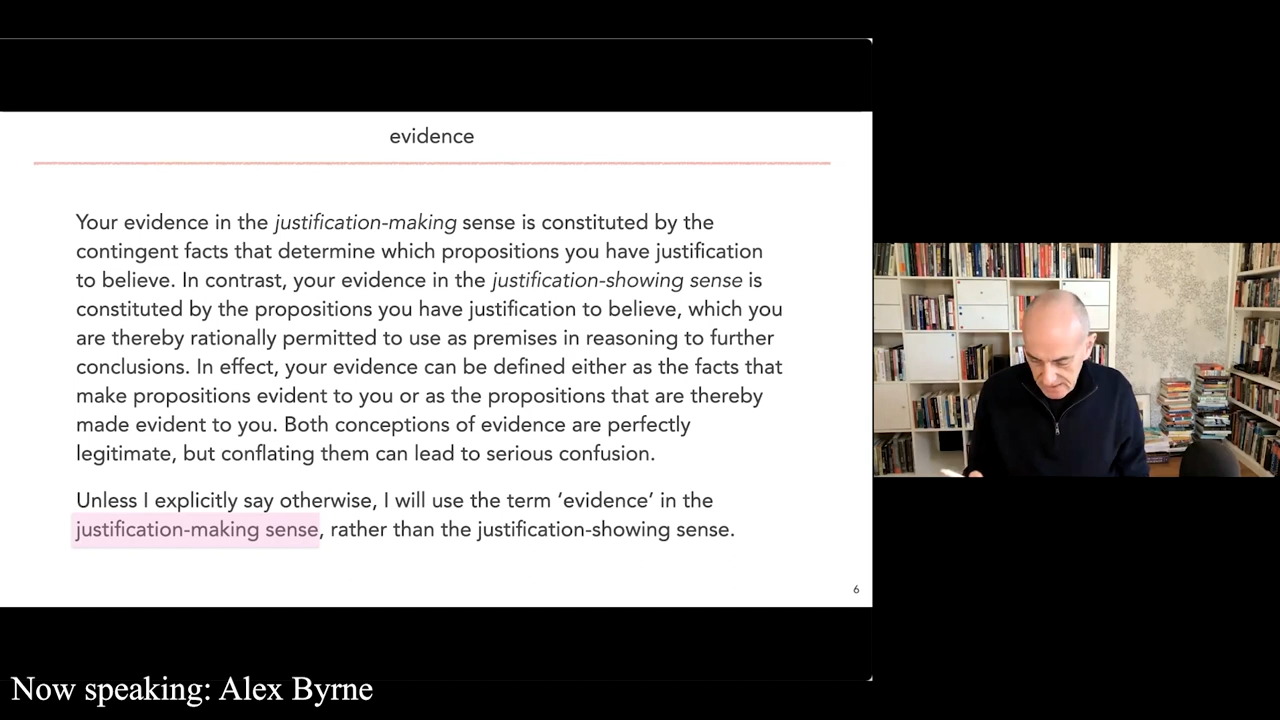 evidence
Your evidence in the justification-making sense is constituted by the
contingent facts that determine which propositions you have justification
to believe. In contrast, your evidence in the justification-showing sense is
constituted by the propositions you have justification to believe, which you
are thereby rationally permitted to use as premises in reasoning to further
conclusions. In effect, your evidence can be defined either as the facts that
make propositions evident to you or as the propositions that are thereby
made evident to you. Both conceptions of evidence are perfectly
legitimate, but conflating them can lead to serious confusion.
Unless I explicitly say otherwise, I will use the term ‘evidence’ in the
justification-making sense, rather than the justification-showing sense.
6
Now speaking: Alex Byrne